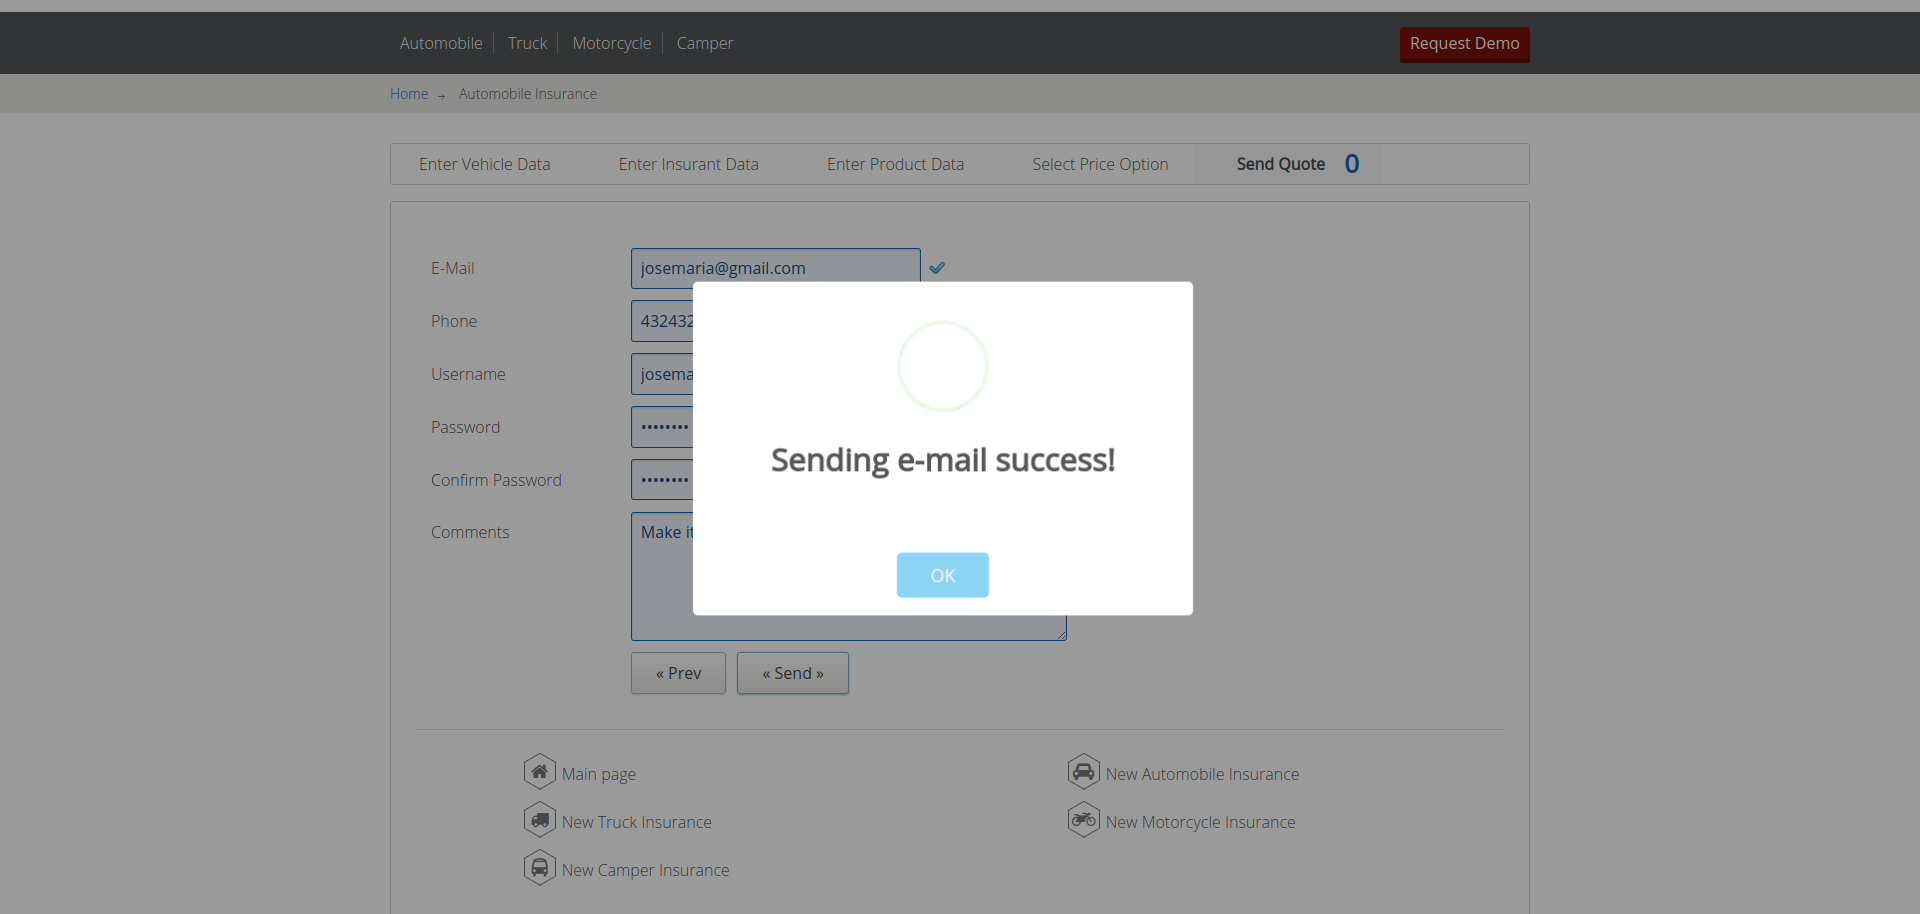 Automobile Truck Motorcycle Camper Request Demo
Home → Automobile Insurance
Enter Vehicle Data Enter Insurant Data Enter Product Data Select Price Option Send Quote 0
E-Mail josemaria@gmail.com
Phone 432432
Username josema
Password ••••••••
Confirm Password ••••••••
Comments Make it
Sending e-mail success!
OK
« Prev « Send »
Main page New Automobile Insurance
New Truck Insurance New Motorcycle Insurance
New Camper Insurance